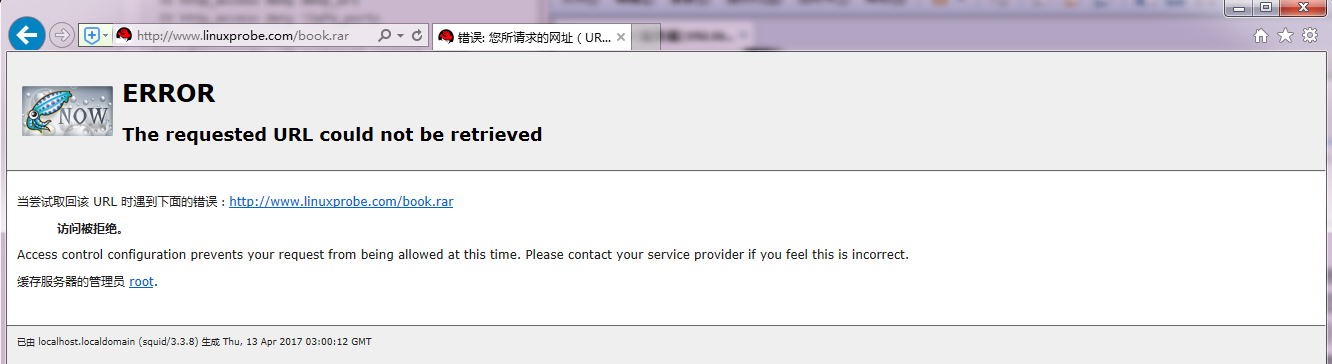 http://www.linuxprobe.com/book.rar
错误: 您所请求的网址（UR...
NOW
ERROR
The requested URL could not be retrieved
当尝试取回该 URL 时遇到下面的错误：http://www.linuxprobe.com/book.rar
访问被拒绝。
Access control configuration prevents your request from being allowed at this time. Please contact your service provider if you feel this is incorrect.
缓存服务器的管理员 root.
已由 localhost.localdomain (squid/3.3.8) 生成 Thu, 13 Apr 2017 03:00:12 GMT